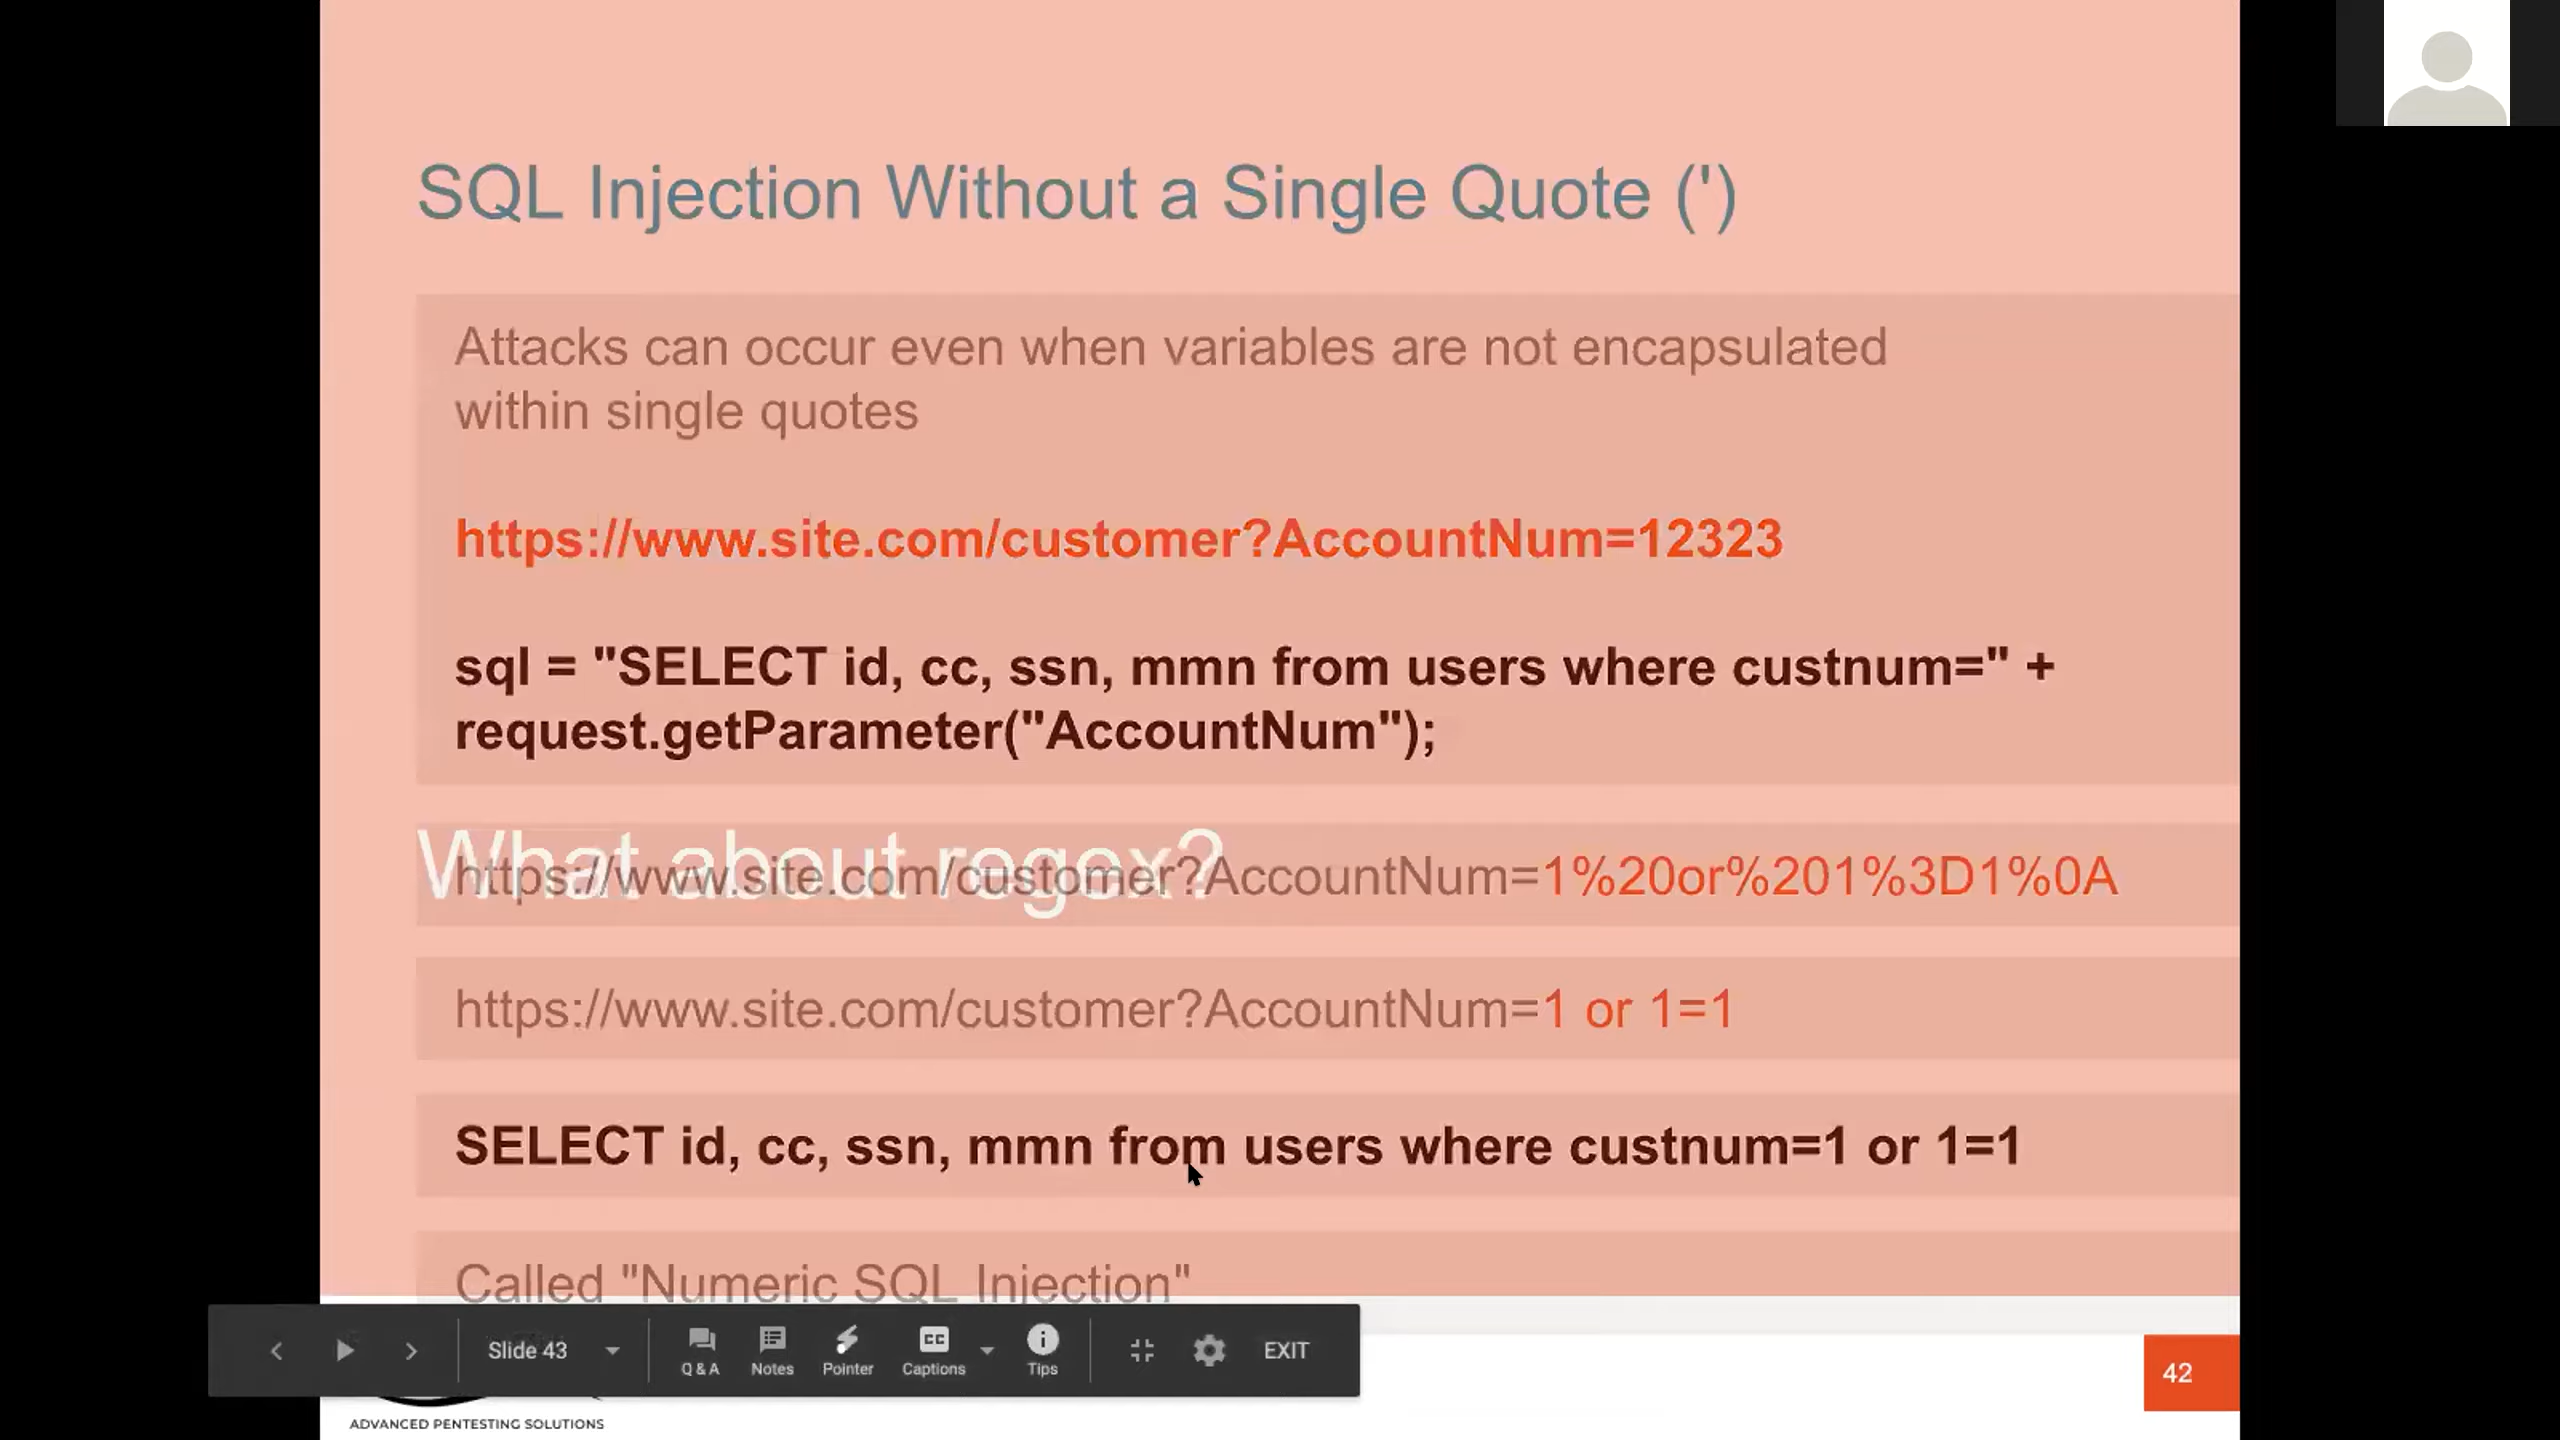 SQL Injection Without a Single Quote (')
Attacks can occur even when variables are not encapsulated
within single quotes
https://www.site.com/customer?AccountNum=12323
sql = "SELECT id, cc, ssn, mmn from users where custnum=" +
request.getParameter("AccountNum");
What about regex?
https://www.site.com/customer?AccountNum=1%20or%201%3D1%0A
https://www.site.com/customer?AccountNum=1 or 1=1
SELECT id, cc, ssn, mmn from users where custnum=1 or 1=1
Called "Numeric SQL Injection"
Slide 43
Q & A
Notes
Pointer
CC
Captions
Tips
EXIT
42
ADVANCED PENTESTING SOLUTIONS